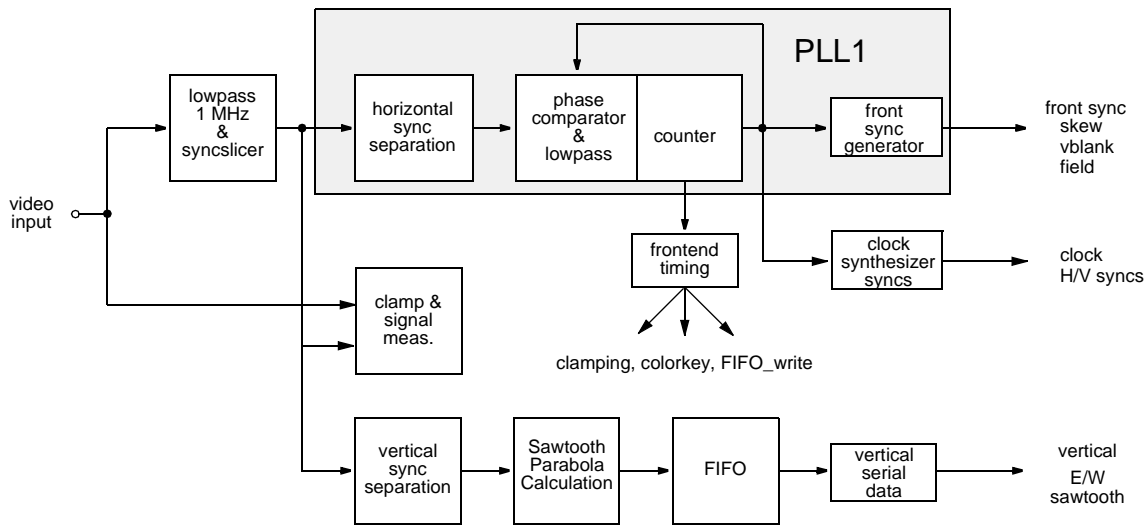 PLL1
lowpass
1 MHz
&
syncslicer
horizontal
sync
separation
phase
comparator
&
lowpass
counter
front
sync
generator
front sync
skew
vblank
field
video
input
frontend
timing
clock
synthesizer
syncs
clock
H/V syncs
clamp &
signal
meas.
clamping, colorkey, FIFO_write
vertical
sync
separation
Sawtooth
Parabola
Calculation
FIFO
vertical
serial
data
vertical
E/W
sawtooth